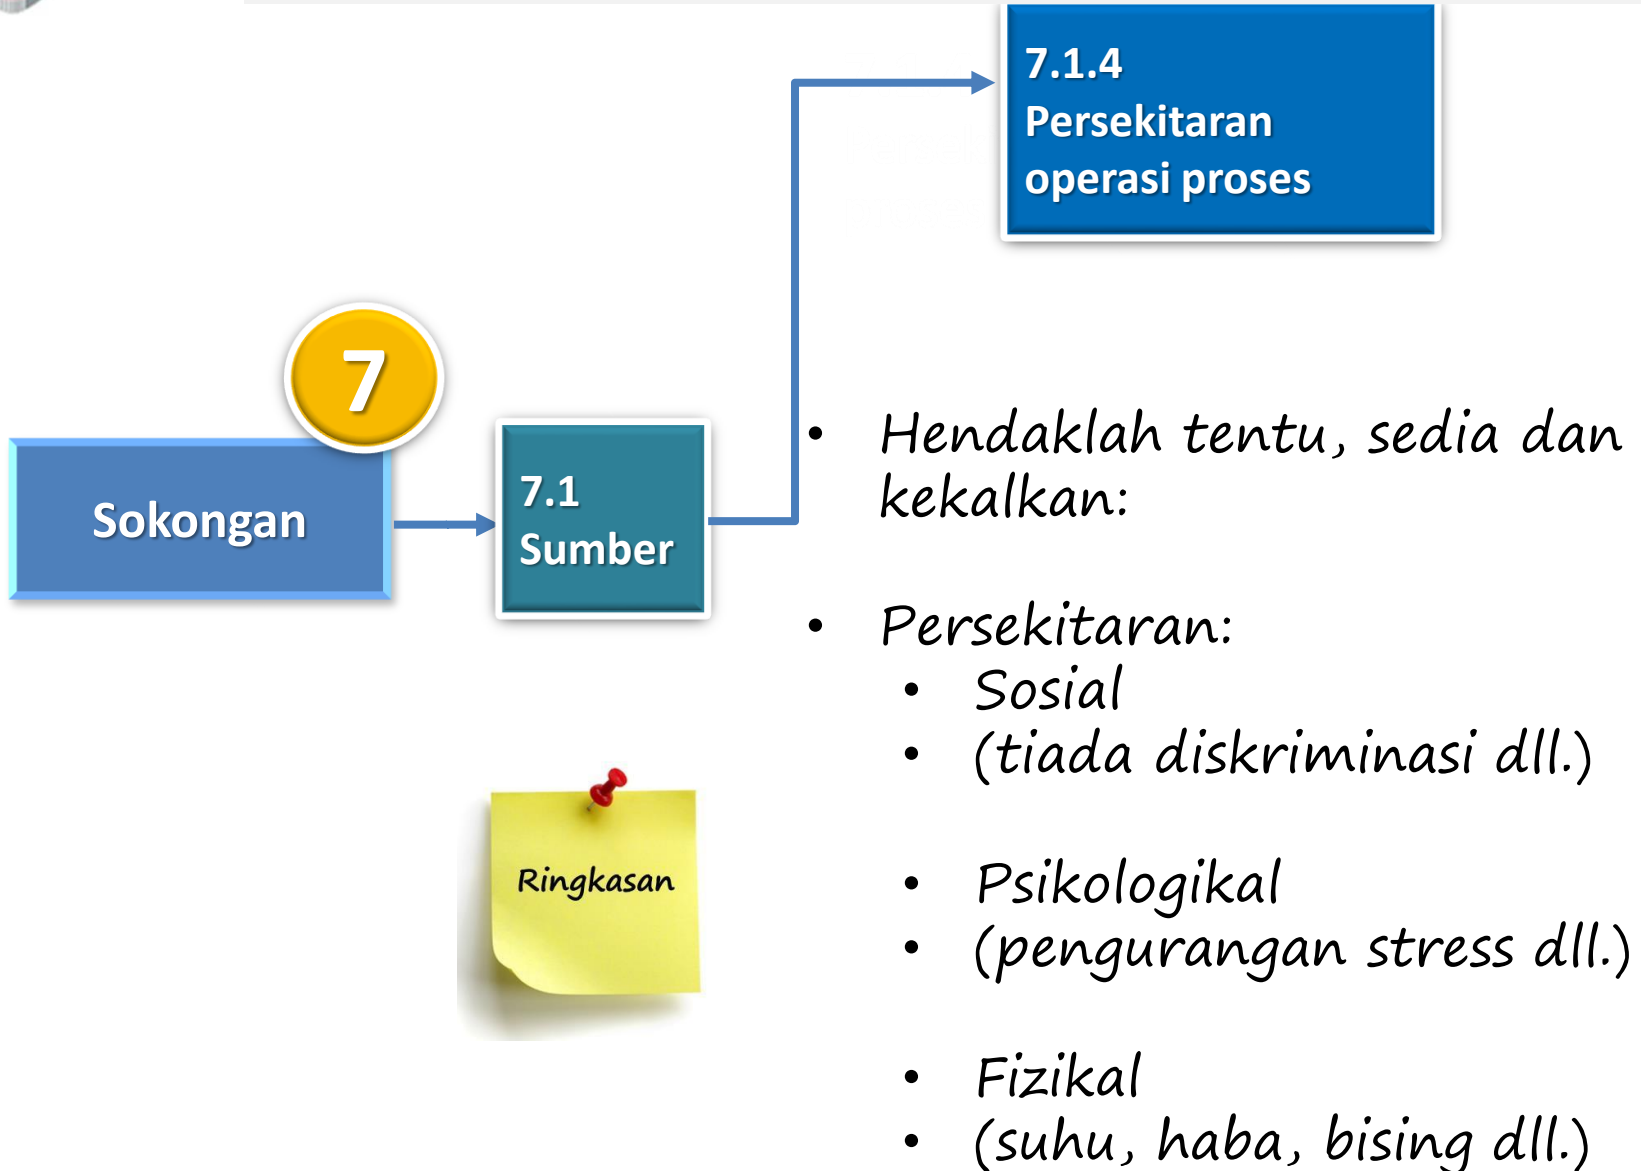 7.1.4
Persekitaran
operasi proses
7
Sokongan
7.1
Sumber
• Hendaklah tentu, sedia dan
kekalkan:
• Persekitaran:
• Sosial
• (tiada diskriminasi dll.)
• Psikologikal
• (pengurangan stress dll.)
• Fizikal
• (suhu, haba, bising dll.)
Ringkasan